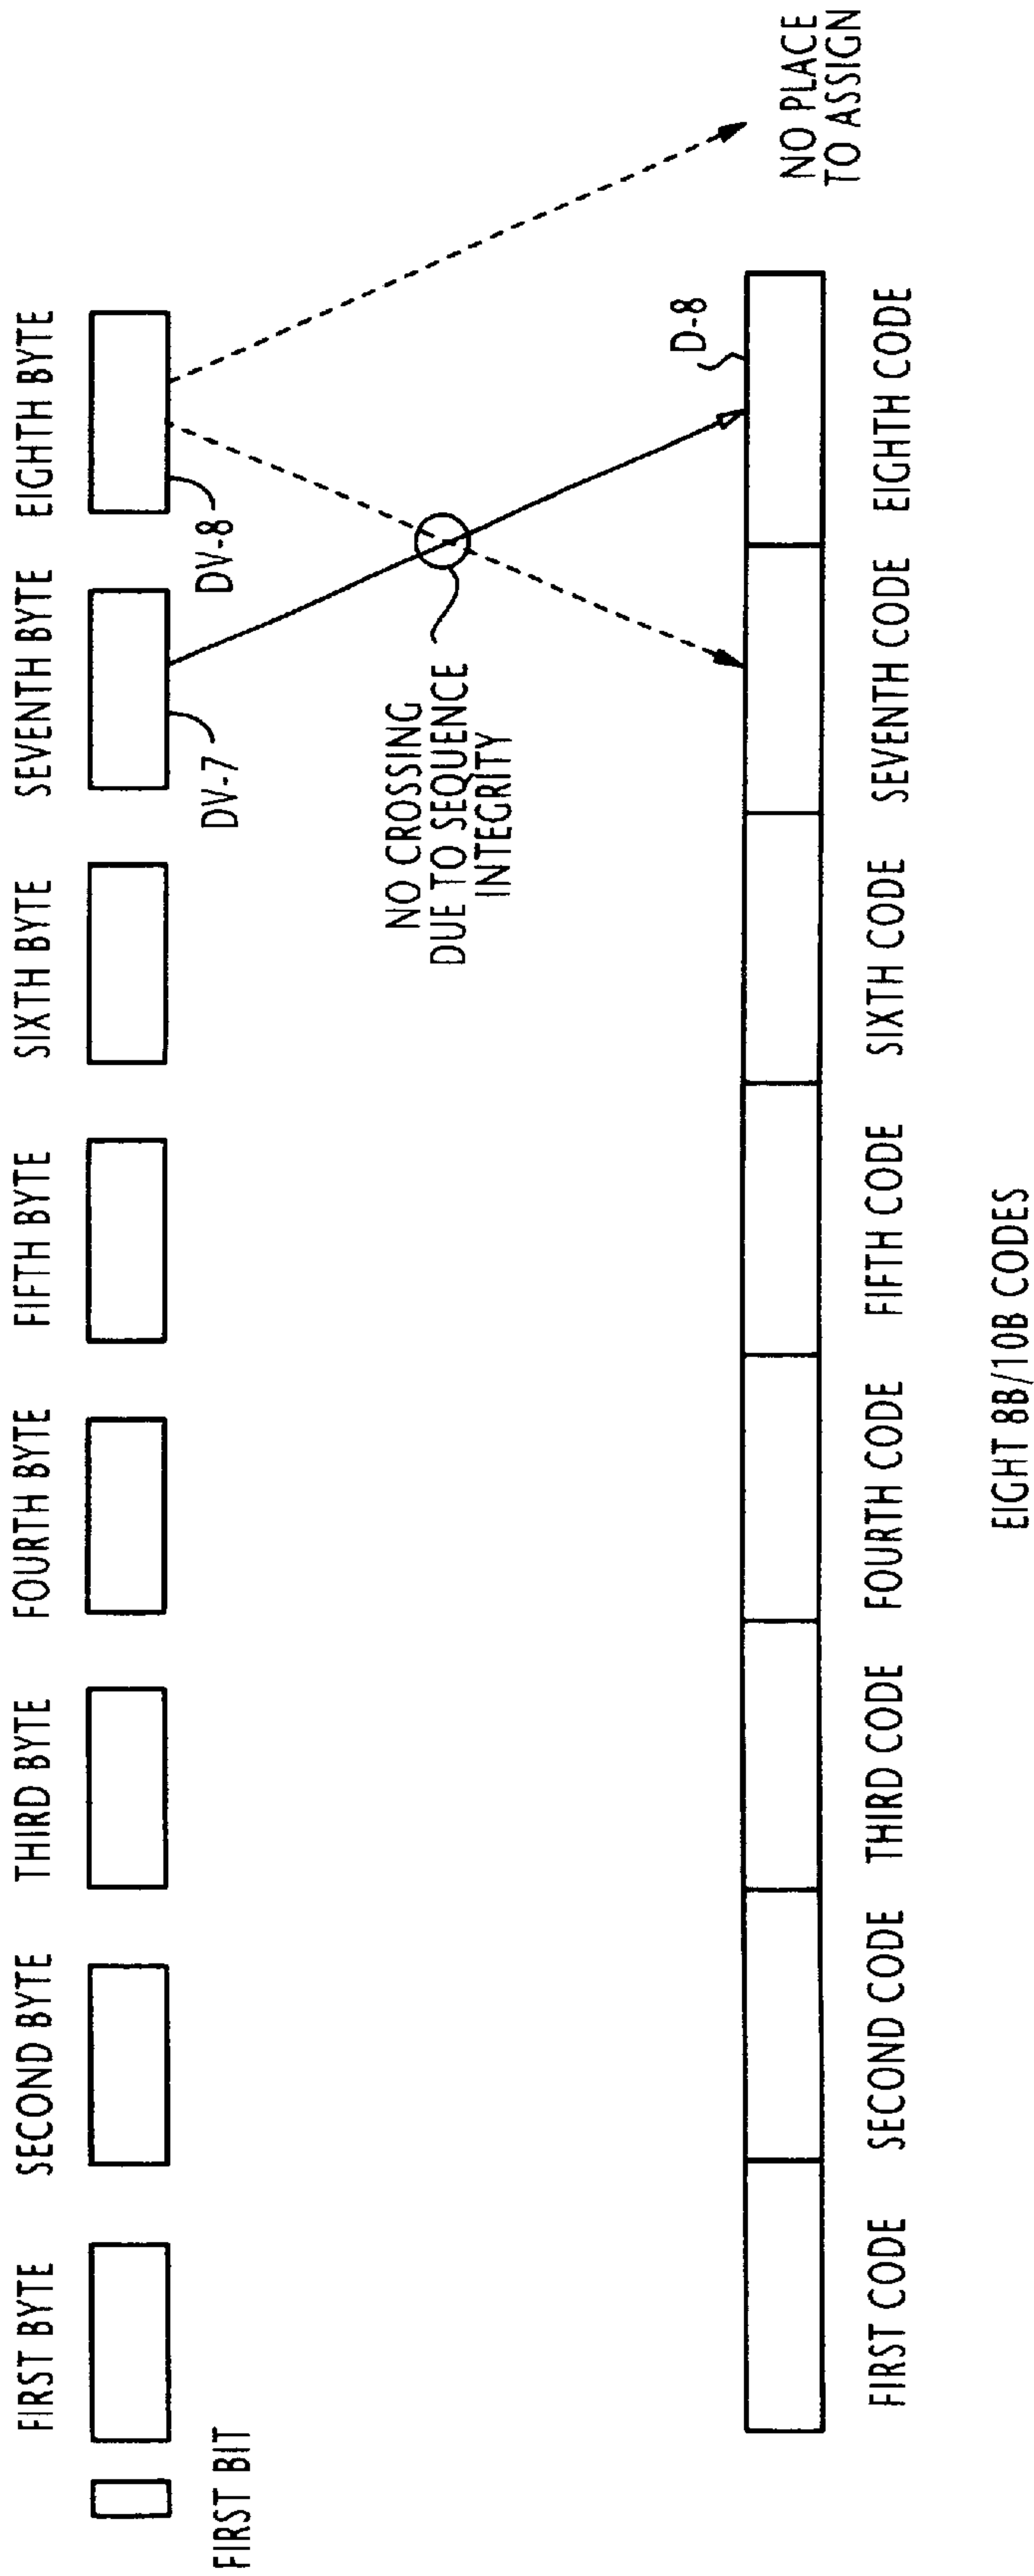 FIRST BYTE
SECOND BYTE
THIRD BYTE
FOURTH BYTE
FIFTH BYTE
SIXTH BYTE
SEVENTH BYTE
EIGHTH BYTE
FIRST BIT
DV-7
DV-8
NO CROSSING
DUE TO SEQUENCE
INTEGRITY
D-8
NO PLACE
TO ASSIGN
FIRST CODE
SECOND CODE
THIRD CODE
FOURTH CODE
FIFTH CODE
SIXTH CODE
SEVENTH CODE
EIGHTH CODE
EIGHT 8B/10B CODES